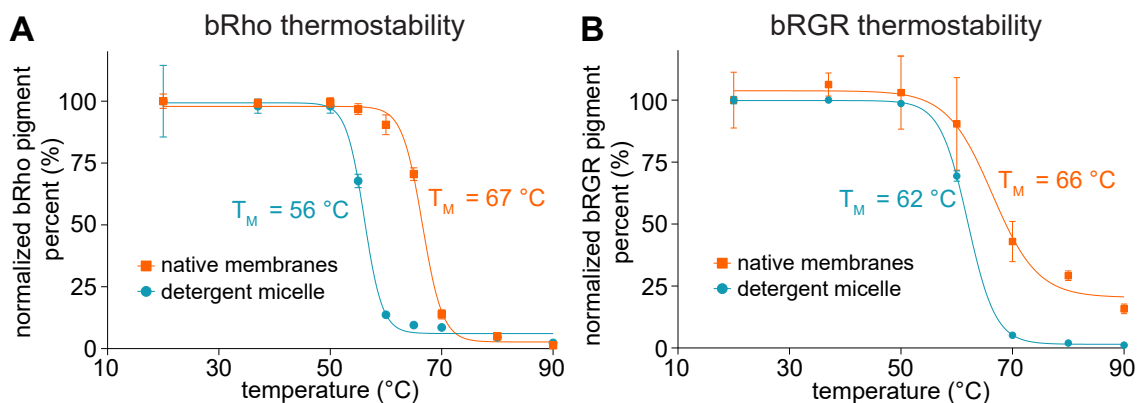 A
bRho thermostability
normalized bRho pigment
percent (%)
100
75
50
25
0
T_M = 56 °C
T_M = 67 °C
native membranes
detergent micelle
10
30
50
70
90
temperature (°C)
B
bRGR thermostability
normalized bRGR pigment
percent (%)
100
75
50
25
0
T_M = 62 °C
T_M = 66 °C
native membranes
detergent micelle
10
30
50
70
90
temperature (°C)